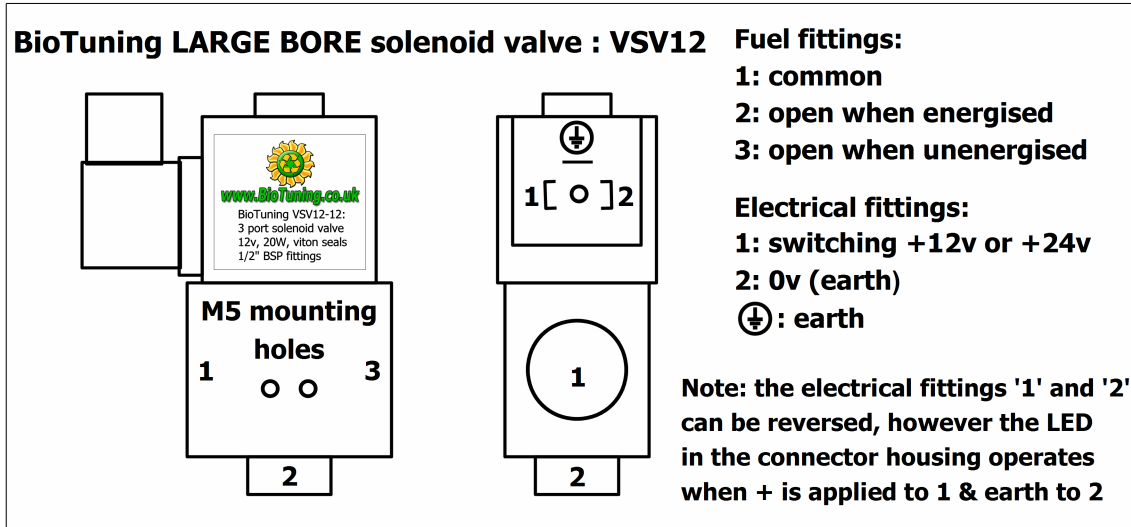 BioTuning LARGE BORE solenoid valve : VSV12
www.BioTuning.co.uk
BioTuning VSV12-12:
3 port solenoid valve
12v, 20W, viton seals
1/2" BSP fittings
M5 mounting
holes
1
3
2
1[ ]2
1
2
Fuel fittings:
1: common
2: open when energised
3: open when unenergised
Electrical fittings:
1: switching +12v or +24v
2: 0v (earth)
: earth
Note: the electrical fittings '1' and '2'
can be reversed, however the LED
in the connector housing operates
when + is applied to 1 & earth to 2